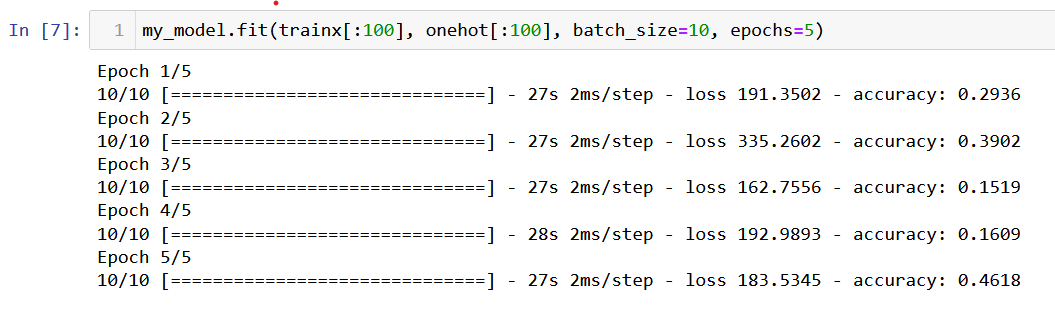 In [7]: 1 my_model.fit(trainx[:100], onehot[:100], batch_size=10, epochs=5)
Epoch 1/5
10/10 [==============================] - 27s 2ms/step - loss 191.3502 - accuracy: 0.2936
Epoch 2/5
10/10 [==============================] - 27s 2ms/step - loss 335.2602 - accuracy: 0.3902
Epoch 3/5
10/10 [==============================] - 27s 2ms/step - loss 162.7556 - accuracy: 0.1519
Epoch 4/5
10/10 [==============================] - 28s 2ms/step - loss 192.9893 - accuracy: 0.1609
Epoch 5/5
10/10 [==============================] - 27s 2ms/step - loss 183.5345 - accuracy: 0.4618